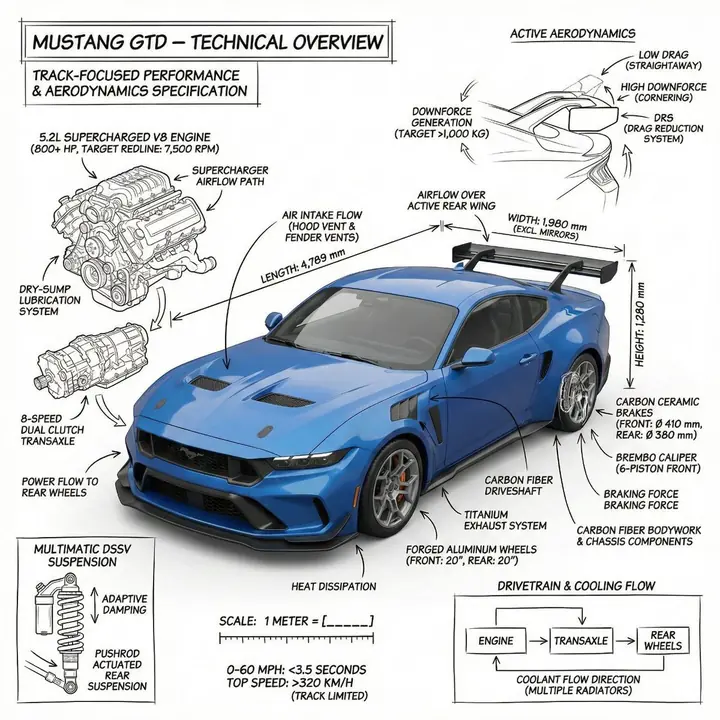 MUSTANG GTD – TECHNICAL OVERVIEW
TRACK-FOCUSED PERFORMANCE
& AERODYNAMICS SPECIFICATION
5.2L SUPERCHARGED V8 ENGINE
(800+ HP, TARGET REDLINE: 7,500 RPM)
SUPERCHARGER
AIRFLOW PATH
AIR INTAKE FLOW
(HOOD VENT &
FENDER VENTS)
DRY-SUMP
LUBRICATION
SYSTEM
8-SPEED
DUAL CLUTCH
TRANSAXLE
POWER FLOW TO
REAR WHEELS
ACTIVE AERODYNAMICS
LOW DRAG
(STRAIGHTAWAY)
HIGH DOWNFORCE
(CORNERING)
DRS
(DRAG REDUCTION
SYSTEM)
DOWNFORCE
GENERATION
(TARGET >1,000 KG)
AIRFLOW OVER
ACTIVE REAR WING
WIDTH: 1,980 mm
(EXCL. MIRRORS)
LENGTH: 4,789 mm
HEIGHT: 1,280 mm
CARBON CERAMIC
BRAKES
(FRONT: Ø 410 mm,
REAR: Ø 380 mm)
BREMBO CALIPER
(6-PISTON FRONT)
BRAKING FORCE
BRAKING FORCE
CARBON FIBER BODYWORK
& CHASSIS COMPONENTS
CARBON FIBER
DRIVESHAFT
TITANIUM
EXHAUST SYSTEM
FORGED ALUMINUM WHEELS
(FRONT: 20", REAR: 20")
HEAT DISSIPATION
MULTIMATIC DSSV
SUSPENSION
ADAPTIVE
DAMPING
PUSHROD
ACTUATED
REAR
SUSPENSION
SCALE: 1 METER = [_____]
0-60 MPH: <3.5 SECONDS
TOP SPEED: >320 KM/H
(TRACK LIMITED)
DRIVETRAIN & COOLING FLOW
ENGINE
TRANSAXLE
REAR
WHEELS
COOLANT FLOW DIRECTION
(MULTIPLE RADIATORS)